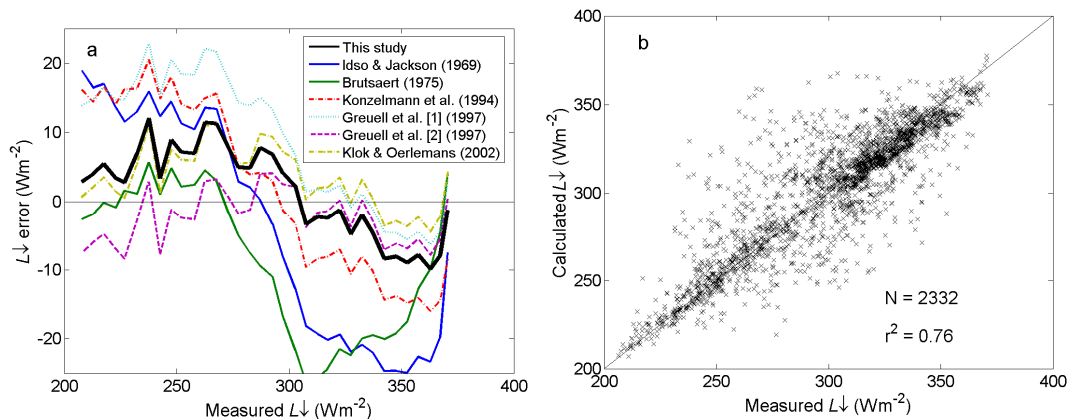 a
This study
Idso & Jackson (1969)
Brutsaert (1975)
Konzelmann et al. (1994)
Greuell et al. [1] (1997)
Greuell et al. [2] (1997)
Klok & Oerlemans (2002)
L↓ error (Wm⁻²)
20
10
0
-10
-20
200
250
300
350
400
Measured L↓ (Wm⁻²)
b
Calculated L↓ (Wm⁻²)
400
350
300
250
200
N = 2332
r² = 0.76
200
250
300
350
400
Measured L↓ (Wm⁻²)